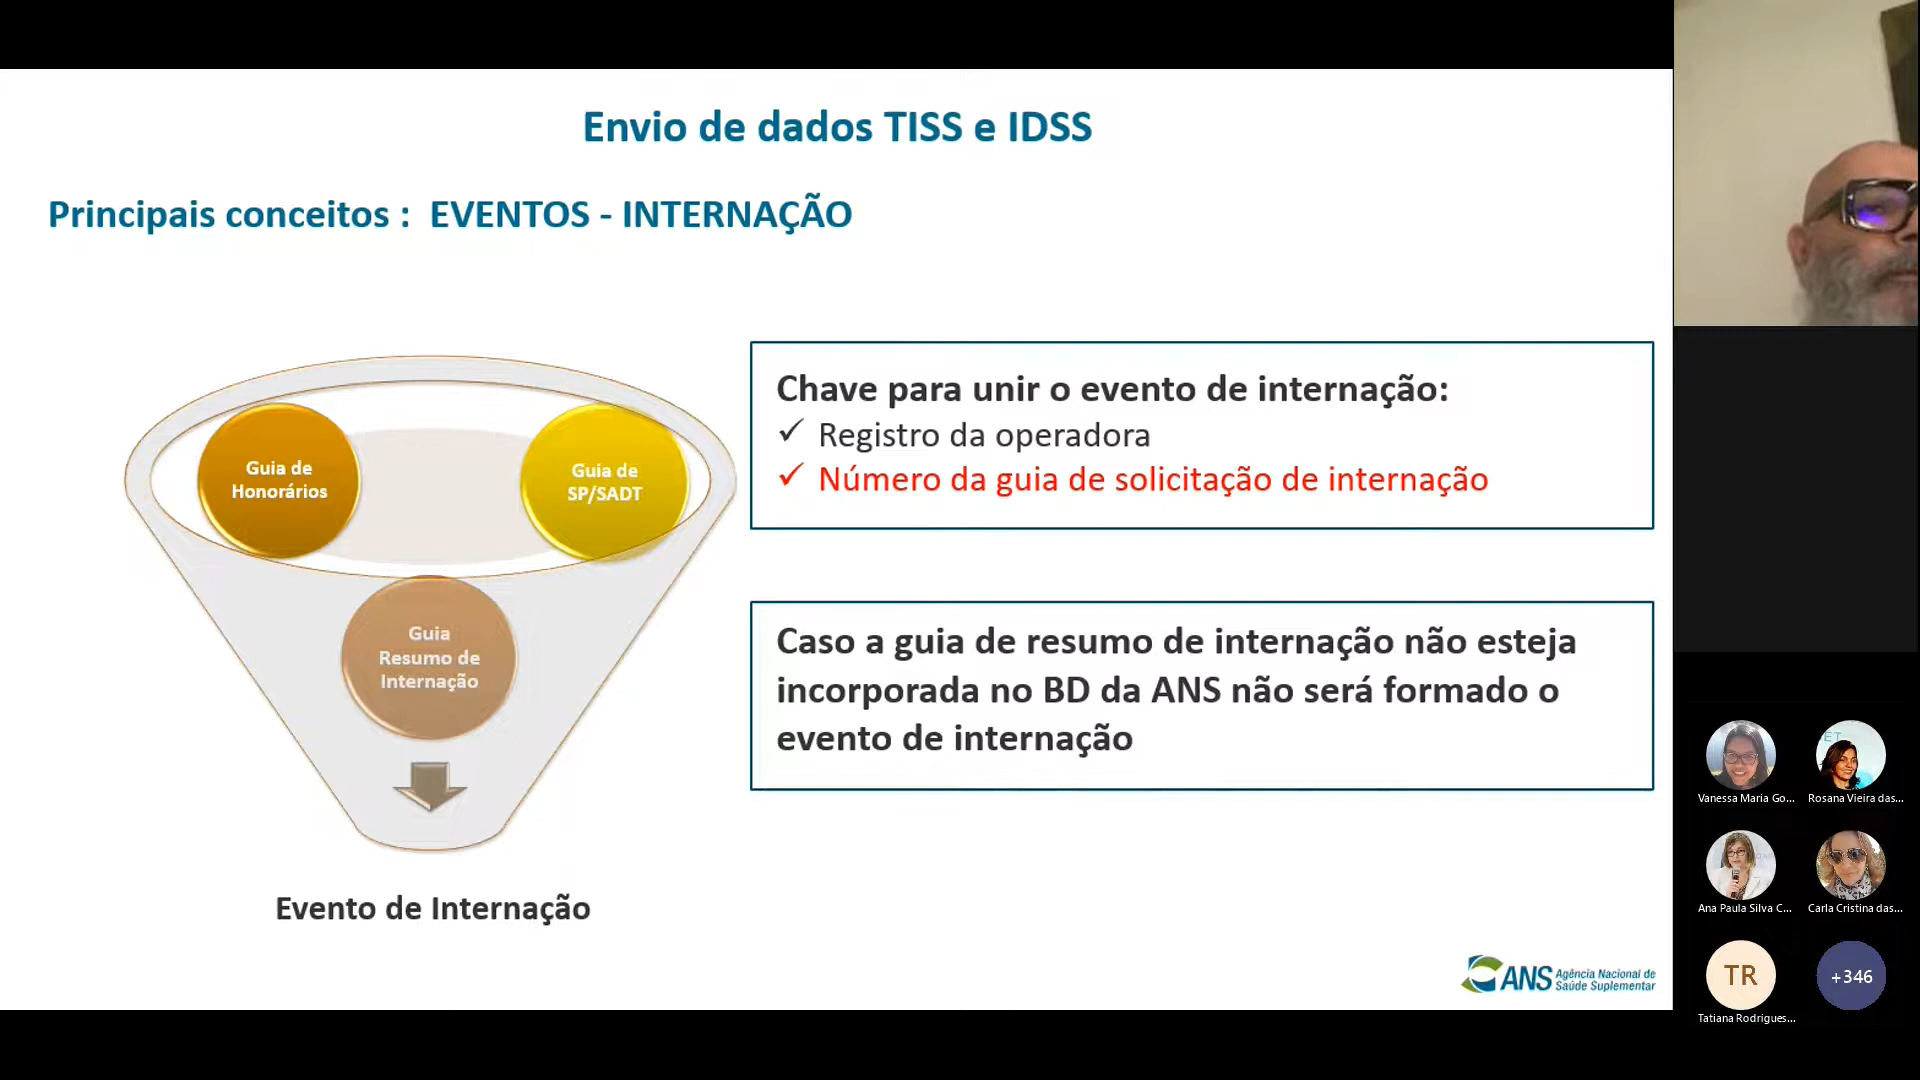 Envio de dados TISS e IDSS
Principais conceitos : EVENTOS - INTERNAÇÃO
Guia de
Honorários
Guia de
SP/SADT
Guia
Resumo de
Internação
Evento de Internação
Chave para unir o evento de internação:
✓ Registro da operadora
✓ Número da guia de solicitação de internação
Caso a guia de resumo de internação não esteja
incorporada no BD da ANS não será formado o
evento de internação
ANS Agência Nacional de
Saúde Suplementar
Vanessa Maria Go...
Rosana Vieira das...
Ana Paula Silva C...
Carla Cristina das...
TR
+346
Tatiana Rodrigues...